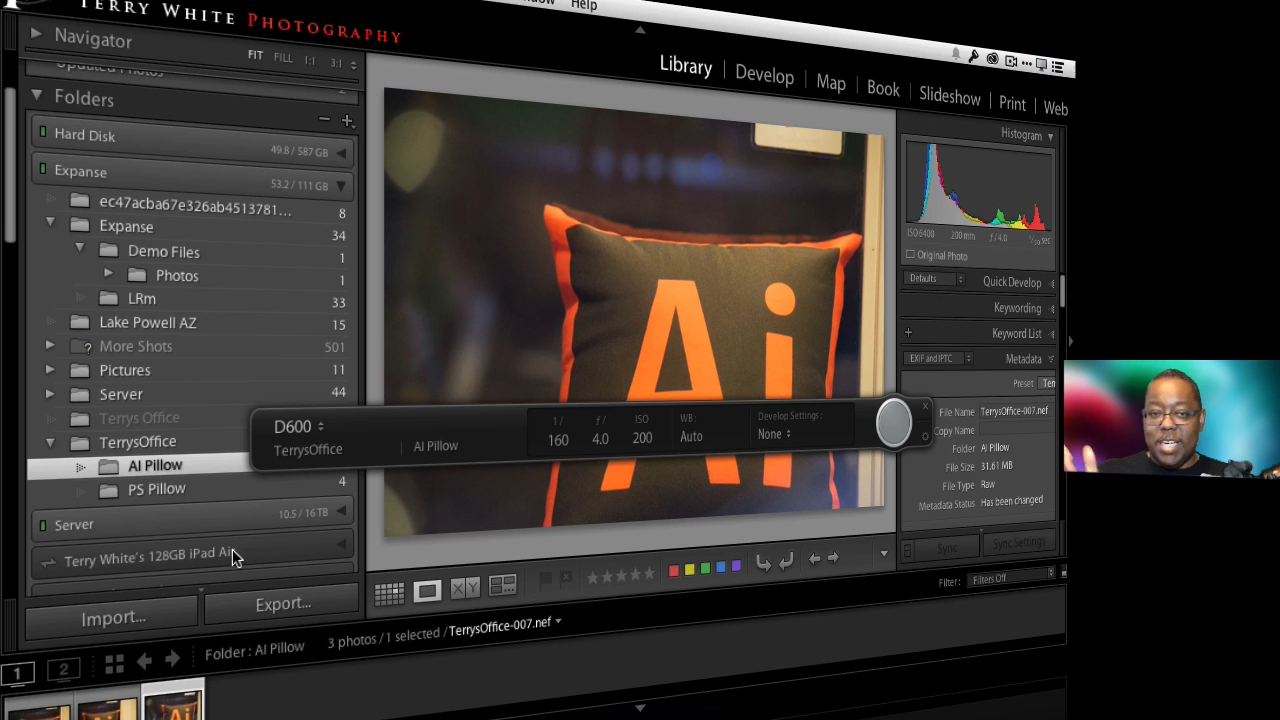 Help
TERRY WHITE PHOTOGRAPHY
Navigator
FIT FILL 1:1 3:1
Library | Develop | Map | Book | Slideshow | Print | Web
Updated Photos
Folders
Hard Disk 49.8 / 587 GB
Expanse 53.2 / 111 GB
ec47acba67e326ab4513781... 8
Expanse 34
Demo Files 1
Photos 1
LRm 33
Lake Powell AZ 15
More Shots 501
Pictures 11
Server 44
Terrys Office
TerrysOffice
AI Pillow
PS Pillow 4
Server 10.5 / 16 TB
Terry White's 128GB iPad Air
Import... Export...
Ai
D600
TerrysOffice AI Pillow
1 / 160
ƒ / 4.0
ISO 200
WB: Auto
Develop Settings: None
Histogram
ISO 6400 200 mm ƒ / 4.0 sec
Original Photo
Defaults Quick Develop
Keywording
Keyword List
EXIF and IPTC Metadata
Preset
File Name TerrysOffice-007.nef
Copy Name
Folder AI Pillow
File Size 31.61 MB
File Type Raw
Metadata Status Has been changed
Sync Sync Settings
XY
Filter: Filters Off
1 2 Folder : AI Pillow 3 photos / 1 selected / TerrysOffice-007.nef